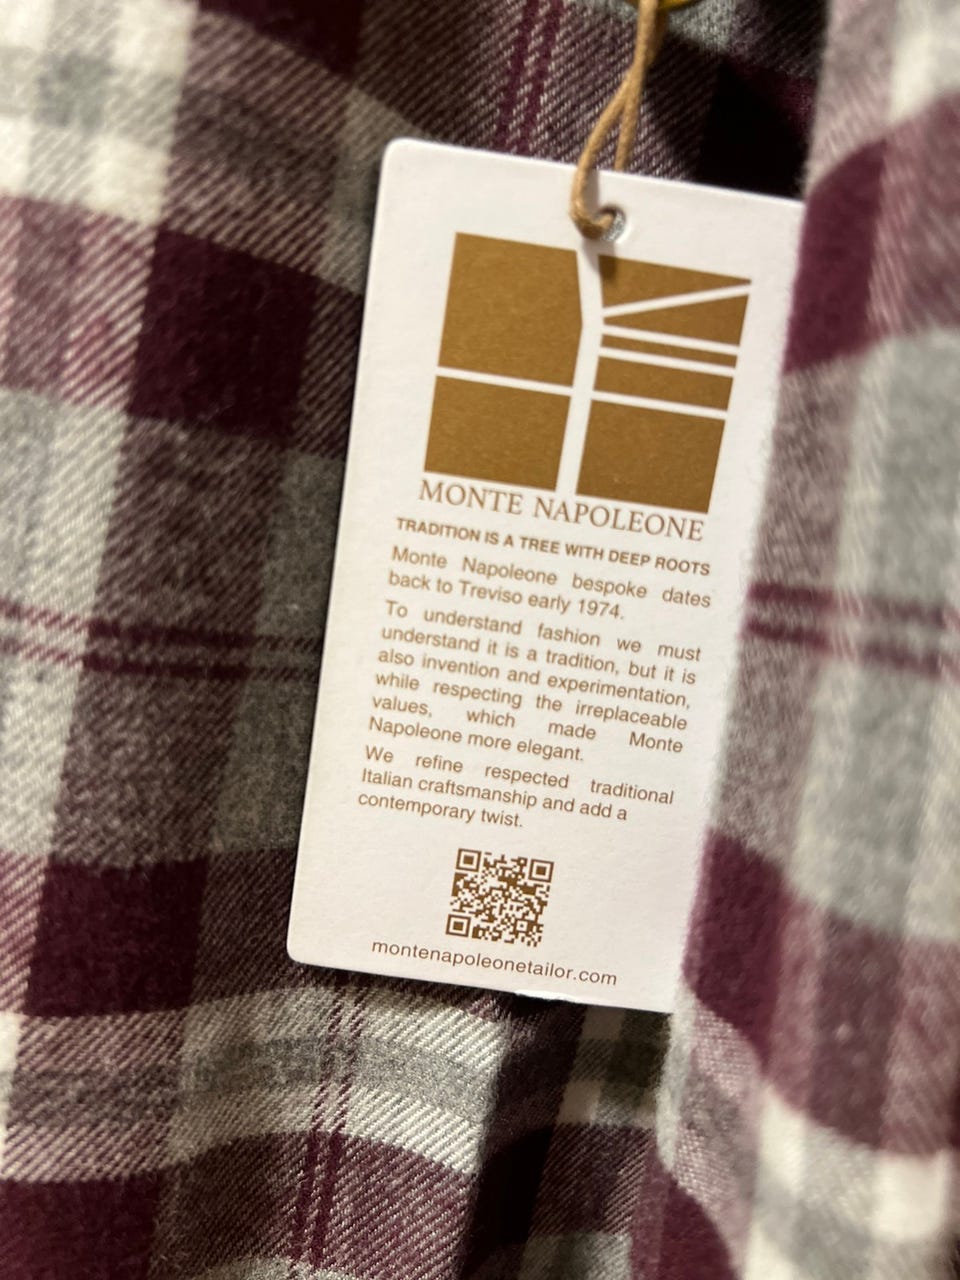 MONTE NAPOLEONE
TRADITION IS A TREE WITH DEEP ROOTS
Monte Napoleone bespoke dates
back to Treviso early 1974.
To understand fashion we must
understand it is a tradition, but it is
also invention and experimentation,
while respecting the irreplaceable
values, which made Monte
Napoleone more elegant.
We refine respected traditional
Italian craftsmanship and add a
contemporary twist.
montenapoleonetailor.com